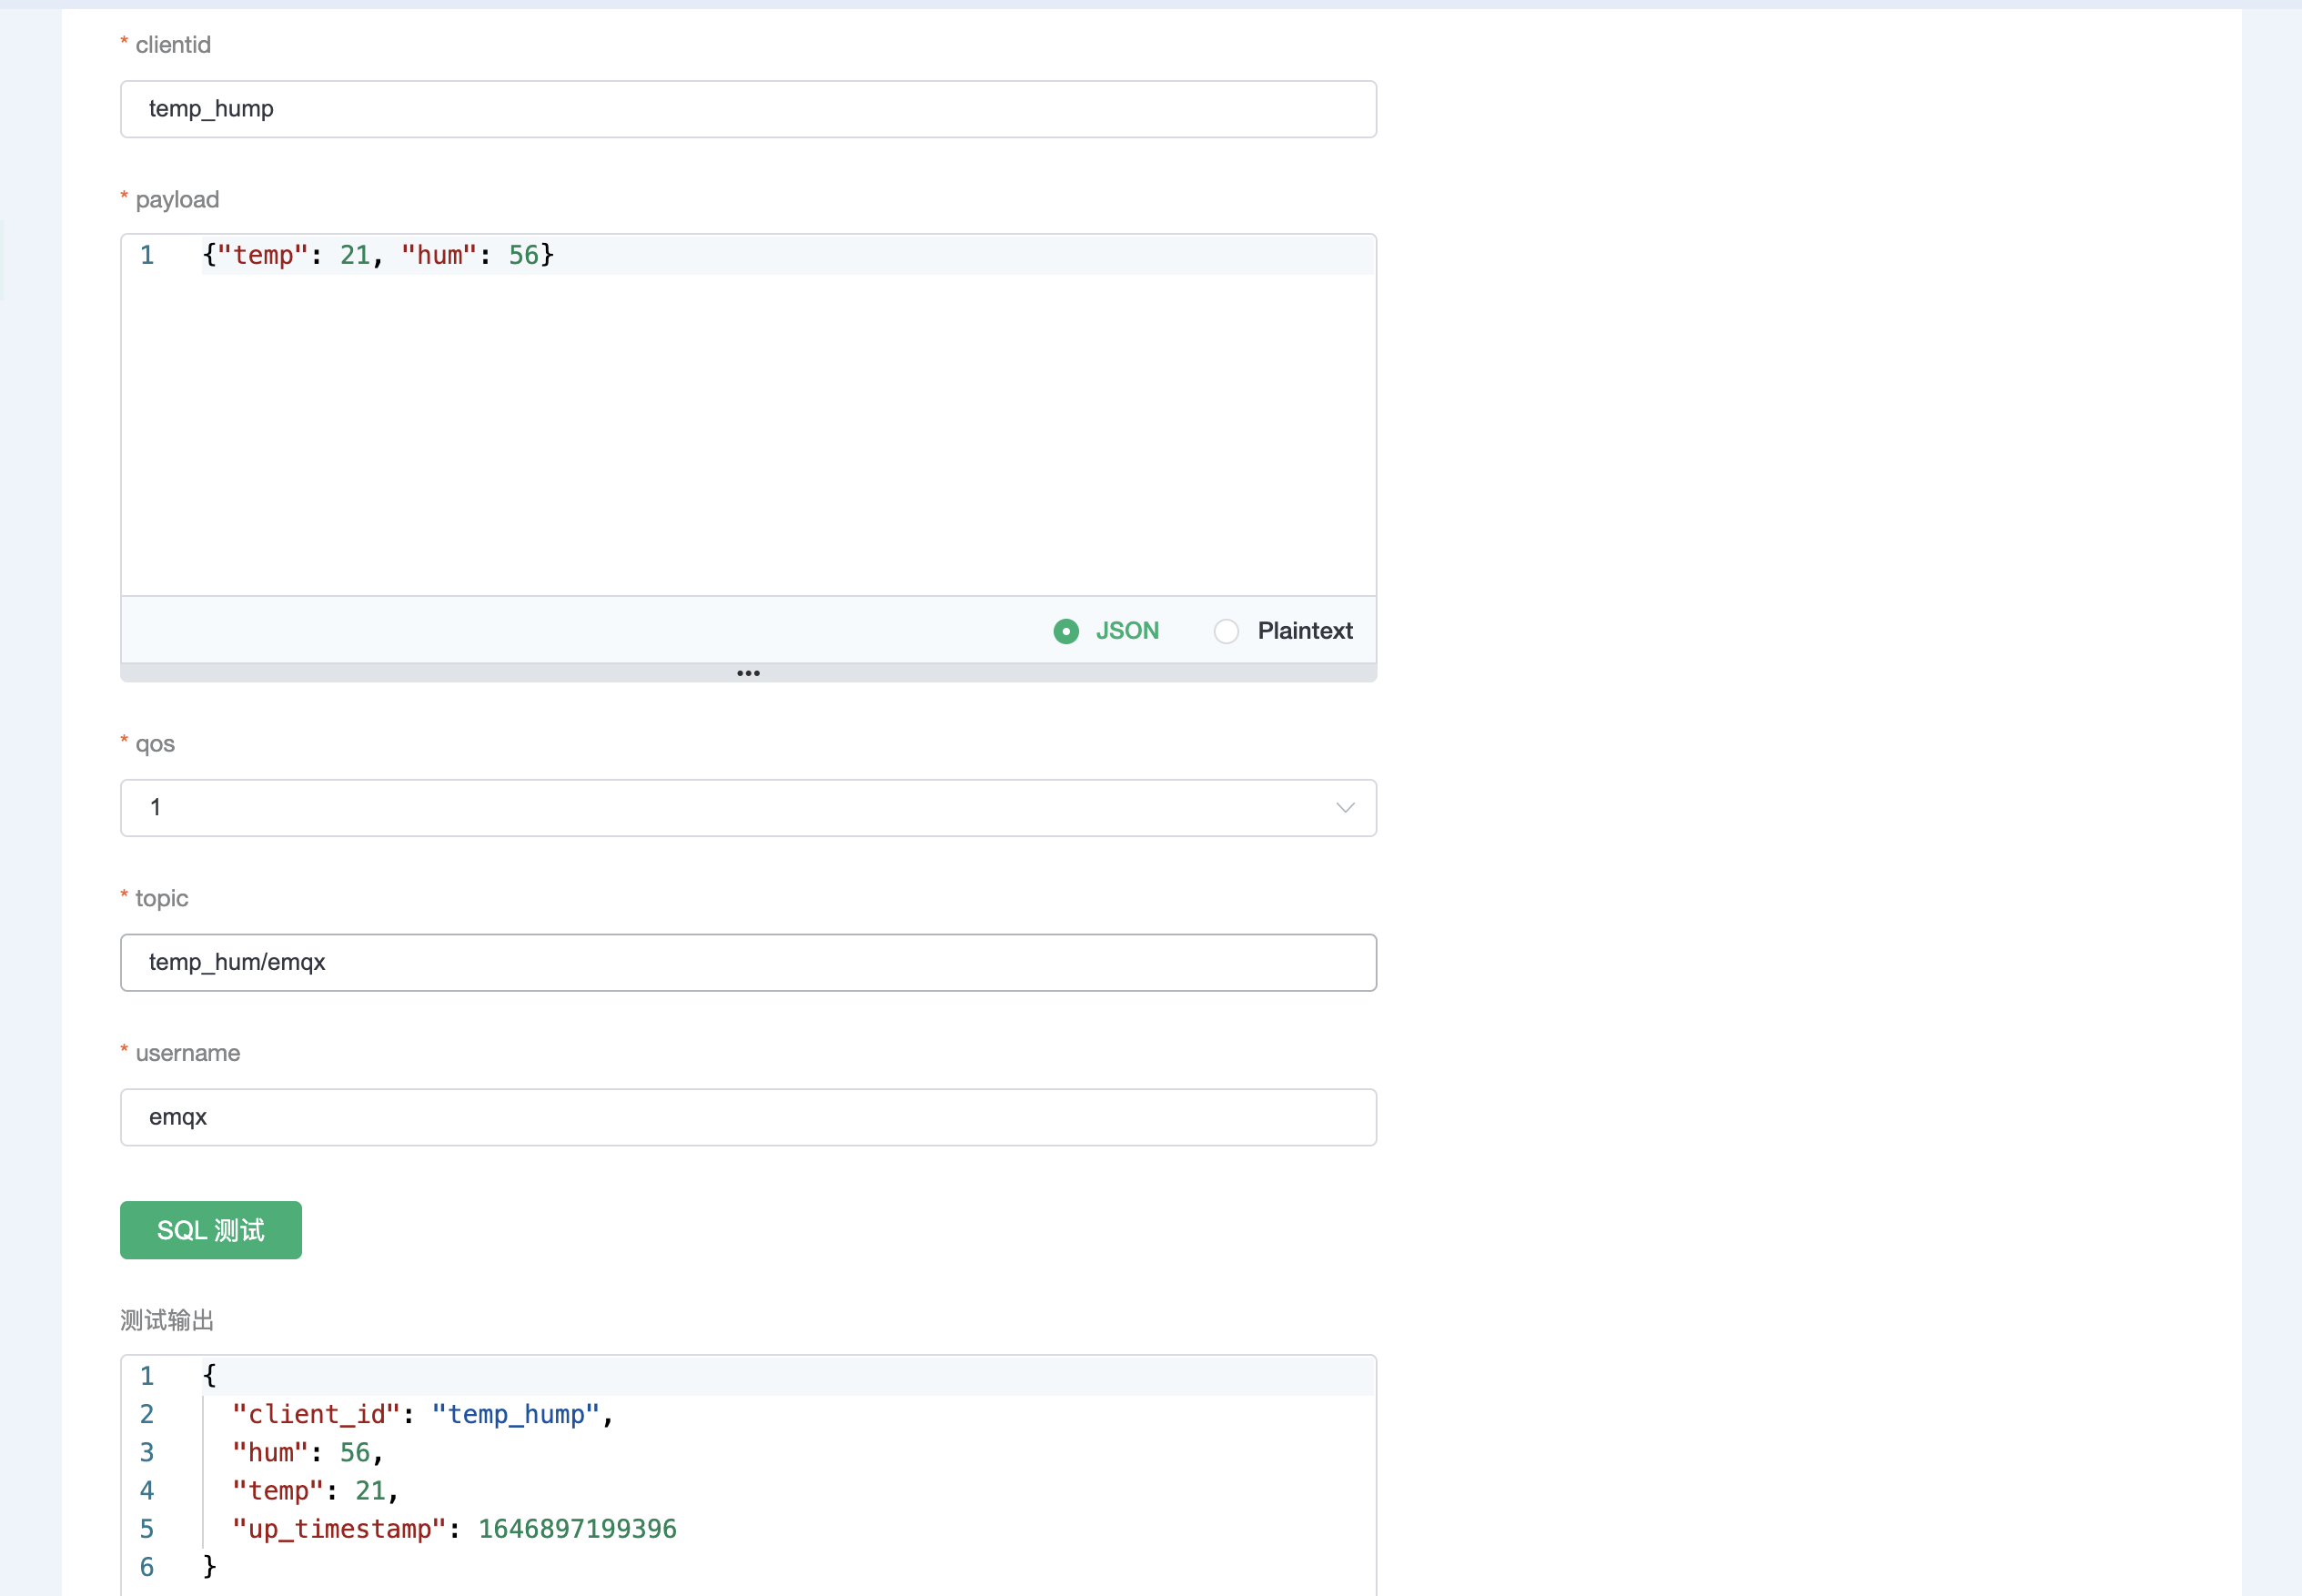 * clientid
temp_hump
* payload
1 {"temp": 21, "hum": 56}
JSON Plaintext
* qos
1
* topic
temp_hum/emqx
* username
emqx
SQL 测试
测试输出
1 {
2 "client_id": "temp_hump",
3 "hum": 56,
4 "temp": 21,
5 "up_timestamp": 1646897199396
6 }